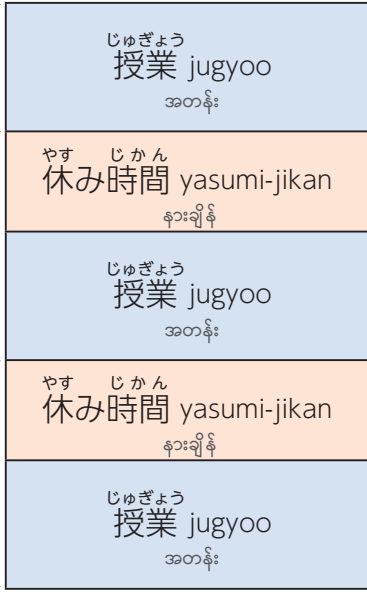 じゅぎょう
授業 jugyoo
အတန်း
やす じかん
休み時間 yasumi-jikan
နားချိန်
じゅぎょう
授業 jugyoo
အတန်း
やす じかん
休み時間 yasumi-jikan
နားချိန်
じゅぎょう
授業 jugyoo
အတန်း